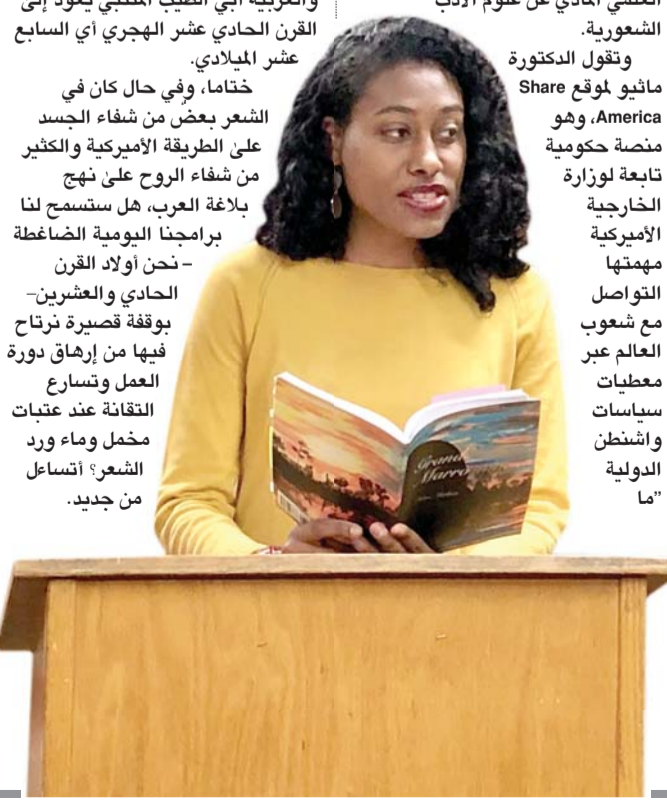 العلمي المادي عن علوم الأدب
الشعورية.
وتقول الدكتورة
ماثيو لموقع Share
America، وهو
منصة حكومية
تابعة لوزارة
الخارجية
الأميركية
مهمتها
التواصل
مع شعوب
العالم عبر
معطيات
سياسات
واشنطن
الدولية
”ما
والعربية أبي الطيب المتنبي يعود إلى
القرن الحادي عشر الهجري أي السابع
عشر الميلادي.
ختاما، وفي حال كان في
الشعر بعضٌ من شفاء الجسد
على الطريقة الأميركية والكثير
من شفاء الروح على نهج
بلاغة العرب، هل ستسمح لنا
برامجنا اليومية الضاغطة
– نحن أولاد القرن
الحادي والعشرين–
بوقفة قصيرة نرتاح
فيها من إرهاق دورة
العمل وتسارع
التقانة عند عتبات
مخمل وماء ورد
الشعر؟ أتساءل
من جديد.
Grand